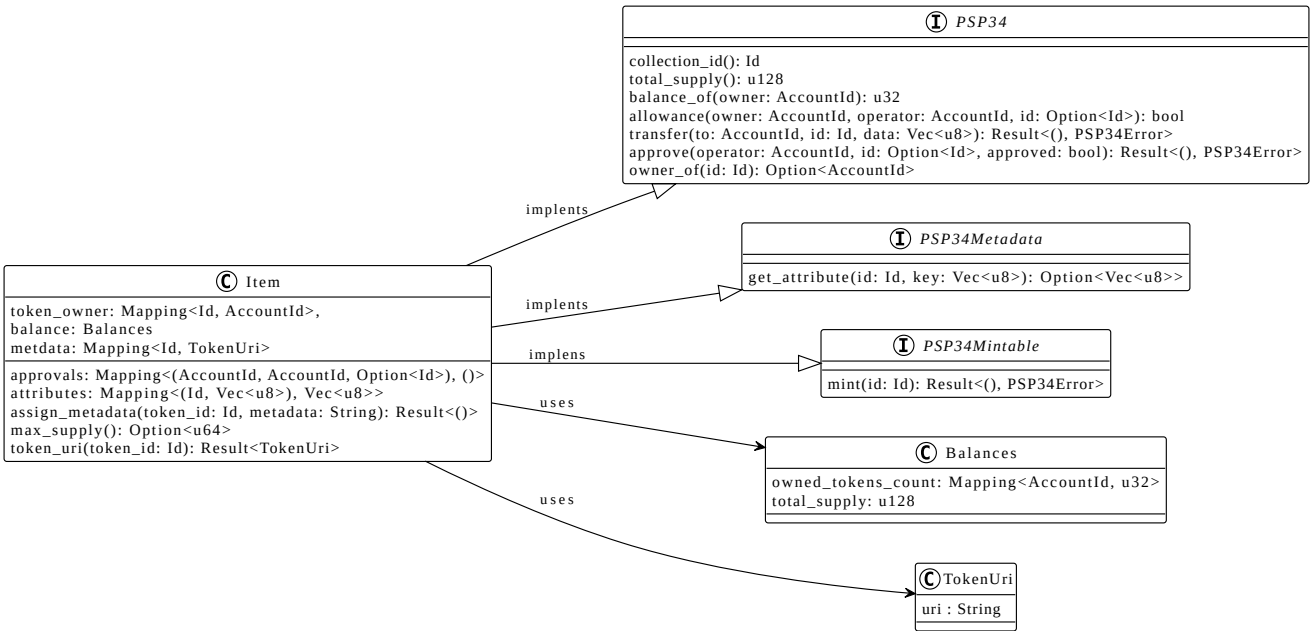 I PSP34
collection_id(): Id
total_supply(): u128
balance_of(owner: AccountId): u32
allowance(owner: AccountId, operator: AccountId, id: Option<Id>): bool
transfer(to: AccountId, id: Id, data: Vec<u8>): Result<(), PSP34Error>
approve(operator: AccountId, id: Option<Id>, approved: bool): Result<(), PSP34Error>
owner_of(id: Id): Option<AccountId>
implents
I PSP34Metadata
get_attribute(id: Id, key: Vec<u8>): Option<Vec<u8>>
implents
C Item
token_owner: Mapping<Id, AccountId>,
balance: Balances
metdata: Mapping<Id, TokenUri>
approvals: Mapping<(AccountId, AccountId, Option<Id>), ()>
attributes: Mapping<(Id, Vec<u8>), Vec<u8>>
assign_metadata(token_id: Id, metadata: String): Result<()>
max_supply(): Option<u64>
token_uri(token_id: Id): Result<TokenUri>
implens
I PSP34Mintable
mint(id: Id): Result<(), PSP34Error>
uses
C Balances
owned_tokens_count: Mapping<AccountId, u32>
total_supply: u128
uses
C TokenUri
uri : String